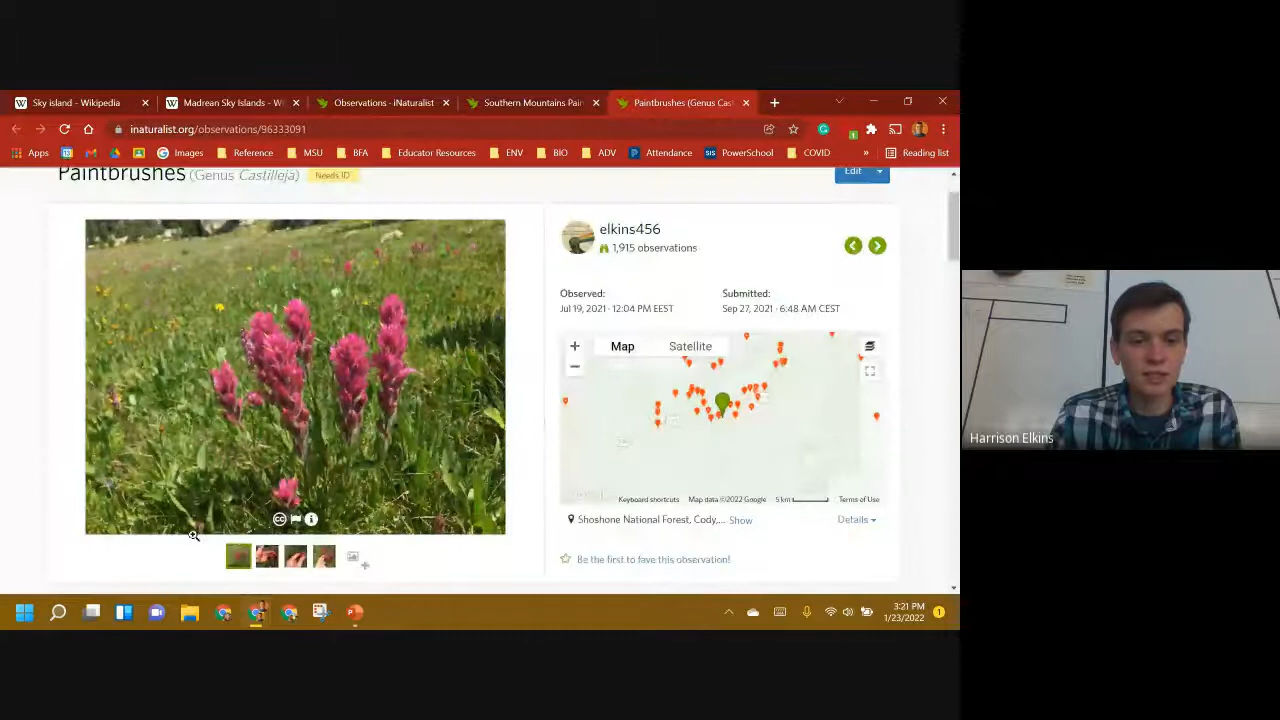 Sky island - Wikipedia
Madrean Sky Islands - W
Observations - iNaturalist
Southern Mountains Pain
Paintbrushes (Genus Cast
inaturalist.org/observations/96333091
Apps
Images
Reference
MSU
BFA
Educator Resources
ENV
BIO
ADV
Attendance
SIS
PowerSchool
COVID
»
Reading list
Paintbrushes (Genus Castilleja) Needs ID
Edit
elkins456
1,915 observations
Observed:
Jul 19, 2021 · 12:04 PM EEST
Submitted:
Sep 27, 2021 · 6:48 AM CEST
Map
Satellite
Keyboard shortcuts
Map data ©2022 Google
5 km
Terms of Use
Shoshone National Forest, Cody,... Show
Details
Be the first to fave this observation!
Harrison Elkins
3:21 PM
1/23/2022
1